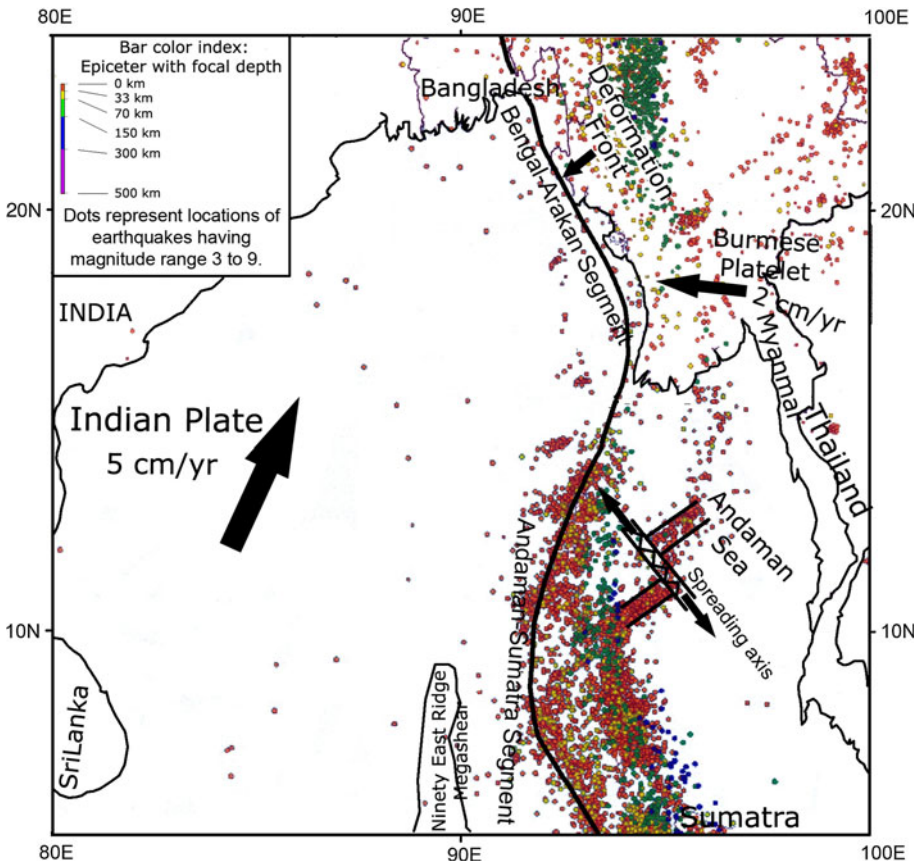 80E
90E
100E
Bar color index:
Epiceter with focal depth
0 km
33 km
70 km
150 km
300 km
500 km
Dots represent locations of
earthquakes having
magnitude range 3 to 9.
Bangladesh
Deformation
Front
Bengal-Arakan Segment
20N
20N
Burmese
Platelet
2 cm/yr
INDIA
Myanmar
Thailand
Indian Plate
5 cm/yr
Andaman
Sea
Spreading axis
Andaman-Sumatra Segment
10N
10N
SriLanka
Ninety East Ridge
Megashear
Sumatra
80E
90E
100E